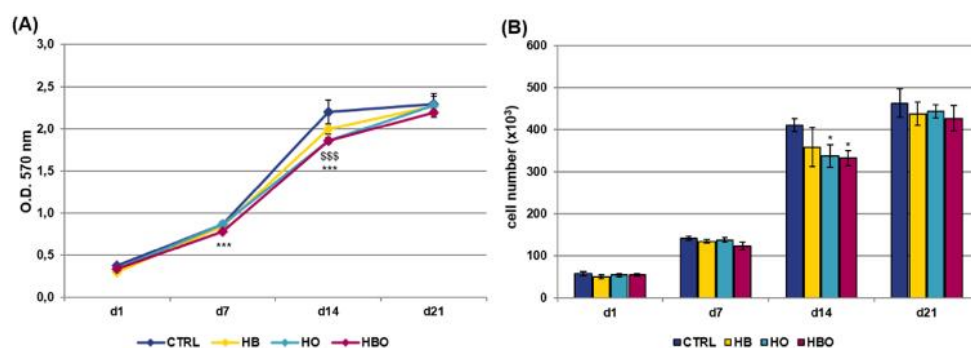 (A)
3,0
2,5
2,0
1,5
1,0
0,5
0,0
O.D. 570 nm
$$$
***
***
d1 d7 d14 d21
CTRL HB HO HBO
(B)
600
500
400
300
200
100
0
cell number (x10³)
* *
d1 d7 d14 d21
CTRL HB HO HBO